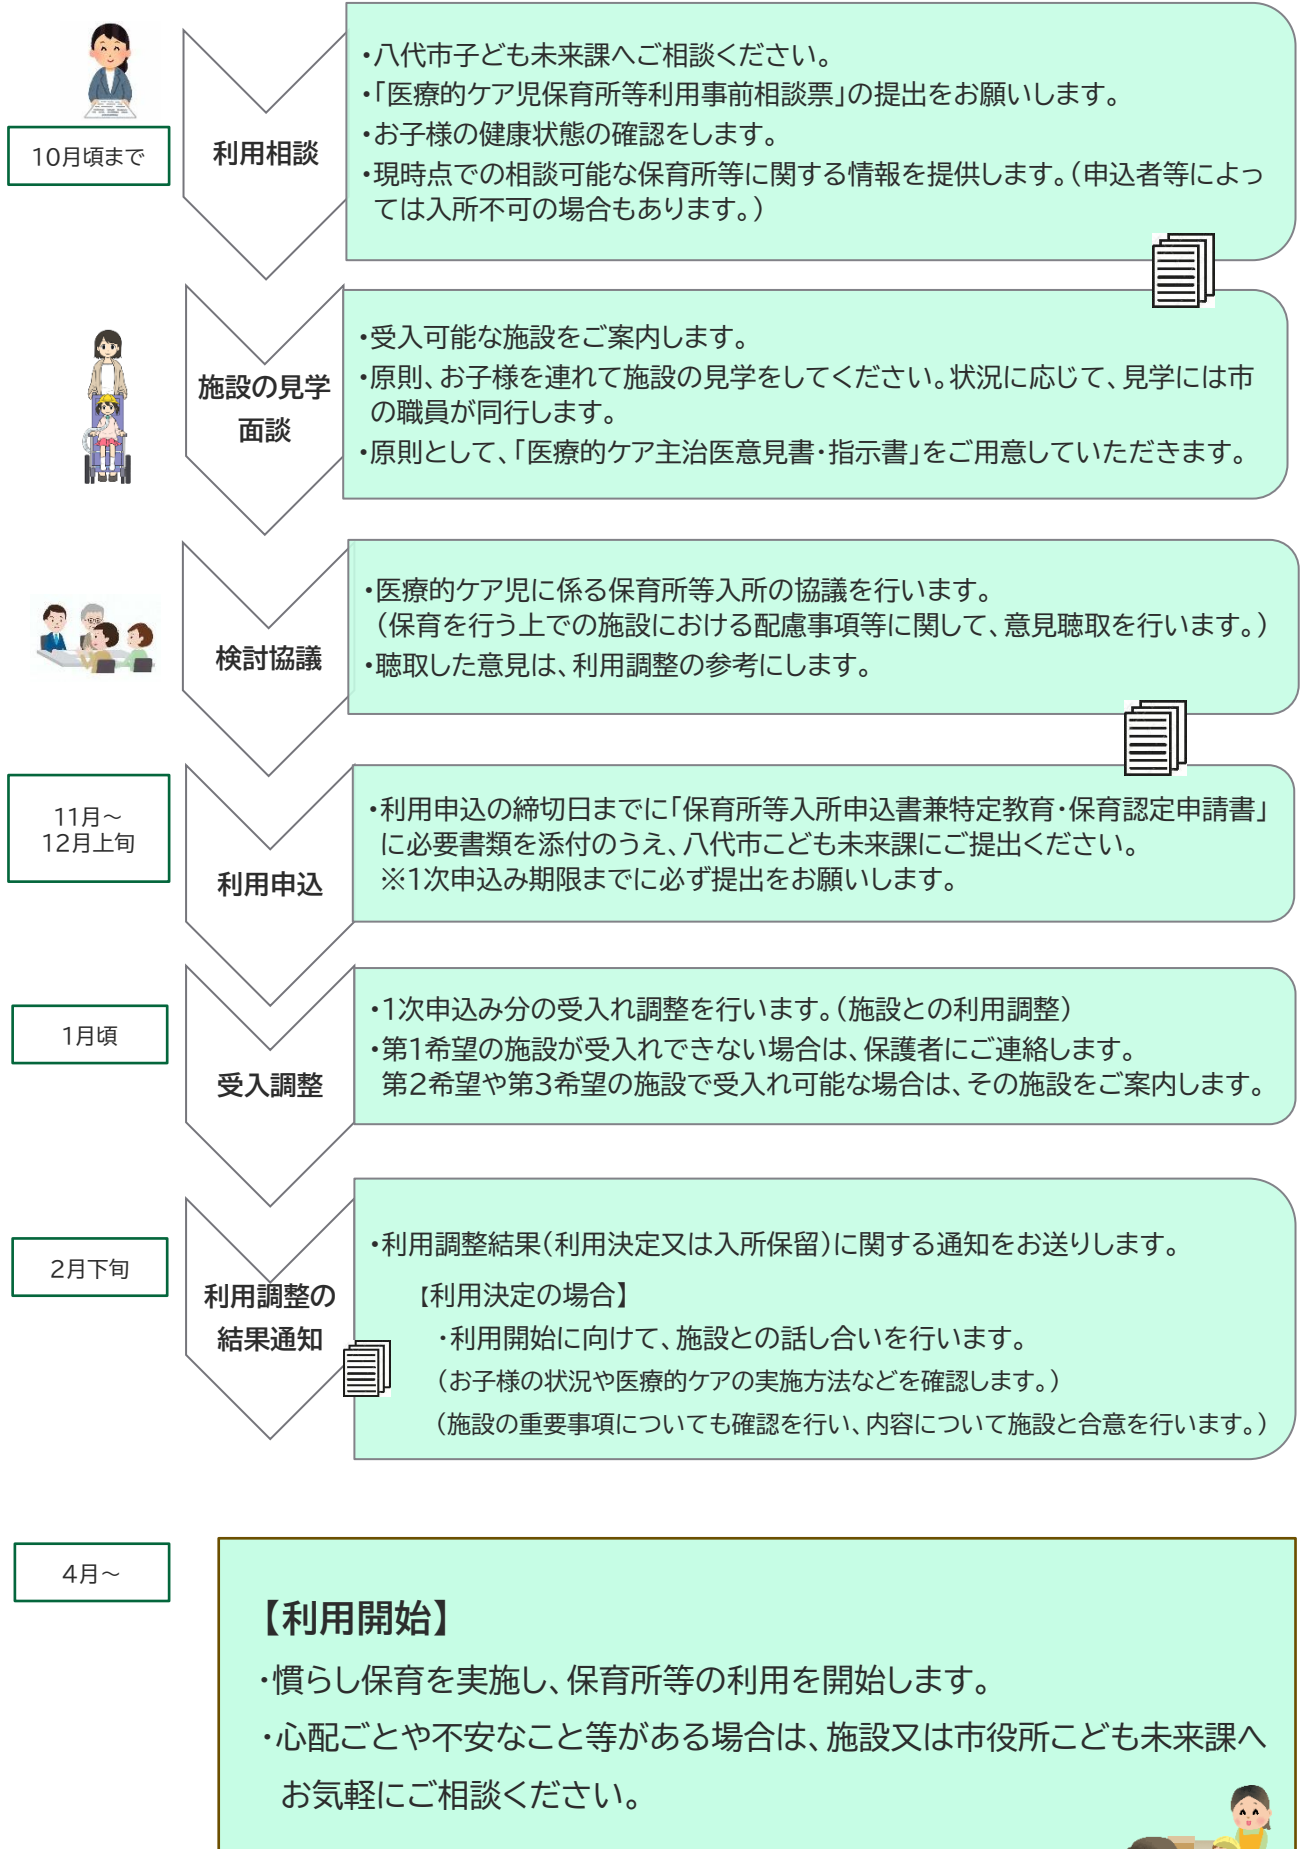 10月頃まで
利用相談
・八代市子ども未来課へご相談ください。
・「医療的ケア児保育所等利用事前相談票」の提出をお願いします。
・お子様の健康状態の確認をします。
・現時点での相談可能な保育所等に関する情報を提供します。（申込者等によっ
ては入所不可の場合もあります。）
施設の見学
面談
・受入可能な施設をご案内します。
・原則、お子様を連れて施設の見学をしてください。状況に応じて、見学には市
の職員が同行します。
・原則として、「医療的ケア主治医意見書・指示書」をご用意していただきます。
検討協議
・医療的ケア児に係る保育所等入所の協議を行います。
（保育を行う上での施設における配慮事項等に関して、意見聴取を行います。）
・聴取した意見は、利用調整の参考にします。
11月～
12月上旬
利用申込
・利用申込の締切日までに「保育所等入所申込書兼特定教育・保育認定申請書」
に必要書類を添付のうえ、八代市こども未来課にご提出ください。
※1次申込み期限までに必ず提出をお願いします。
1月頃
受入調整
・1次申込み分の受入れ調整を行います。（施設との利用調整）
・第1希望の施設が受入れできない場合は、保護者にご連絡します。
第2希望や第3希望の施設で受入れ可能な場合は、その施設をご案内します。
2月下旬
利用調整の
結果通知
・利用調整結果（利用決定又は入所保留）に関する通知をお送りします。
【利用決定の場合】
・利用開始に向けて、施設との話し合いを行います。
（お子様の状況や医療的ケアの実施方法などを確認します。）
（施設の重要事項についても確認を行い、内容について施設と合意を行います。）
4月～
【利用開始】
・慣らし保育を実施し、保育所等の利用を開始します。
・心配ごとや不安なこと等がある場合は、施設又は市役所こども未来課へ
お気軽にご相談ください。